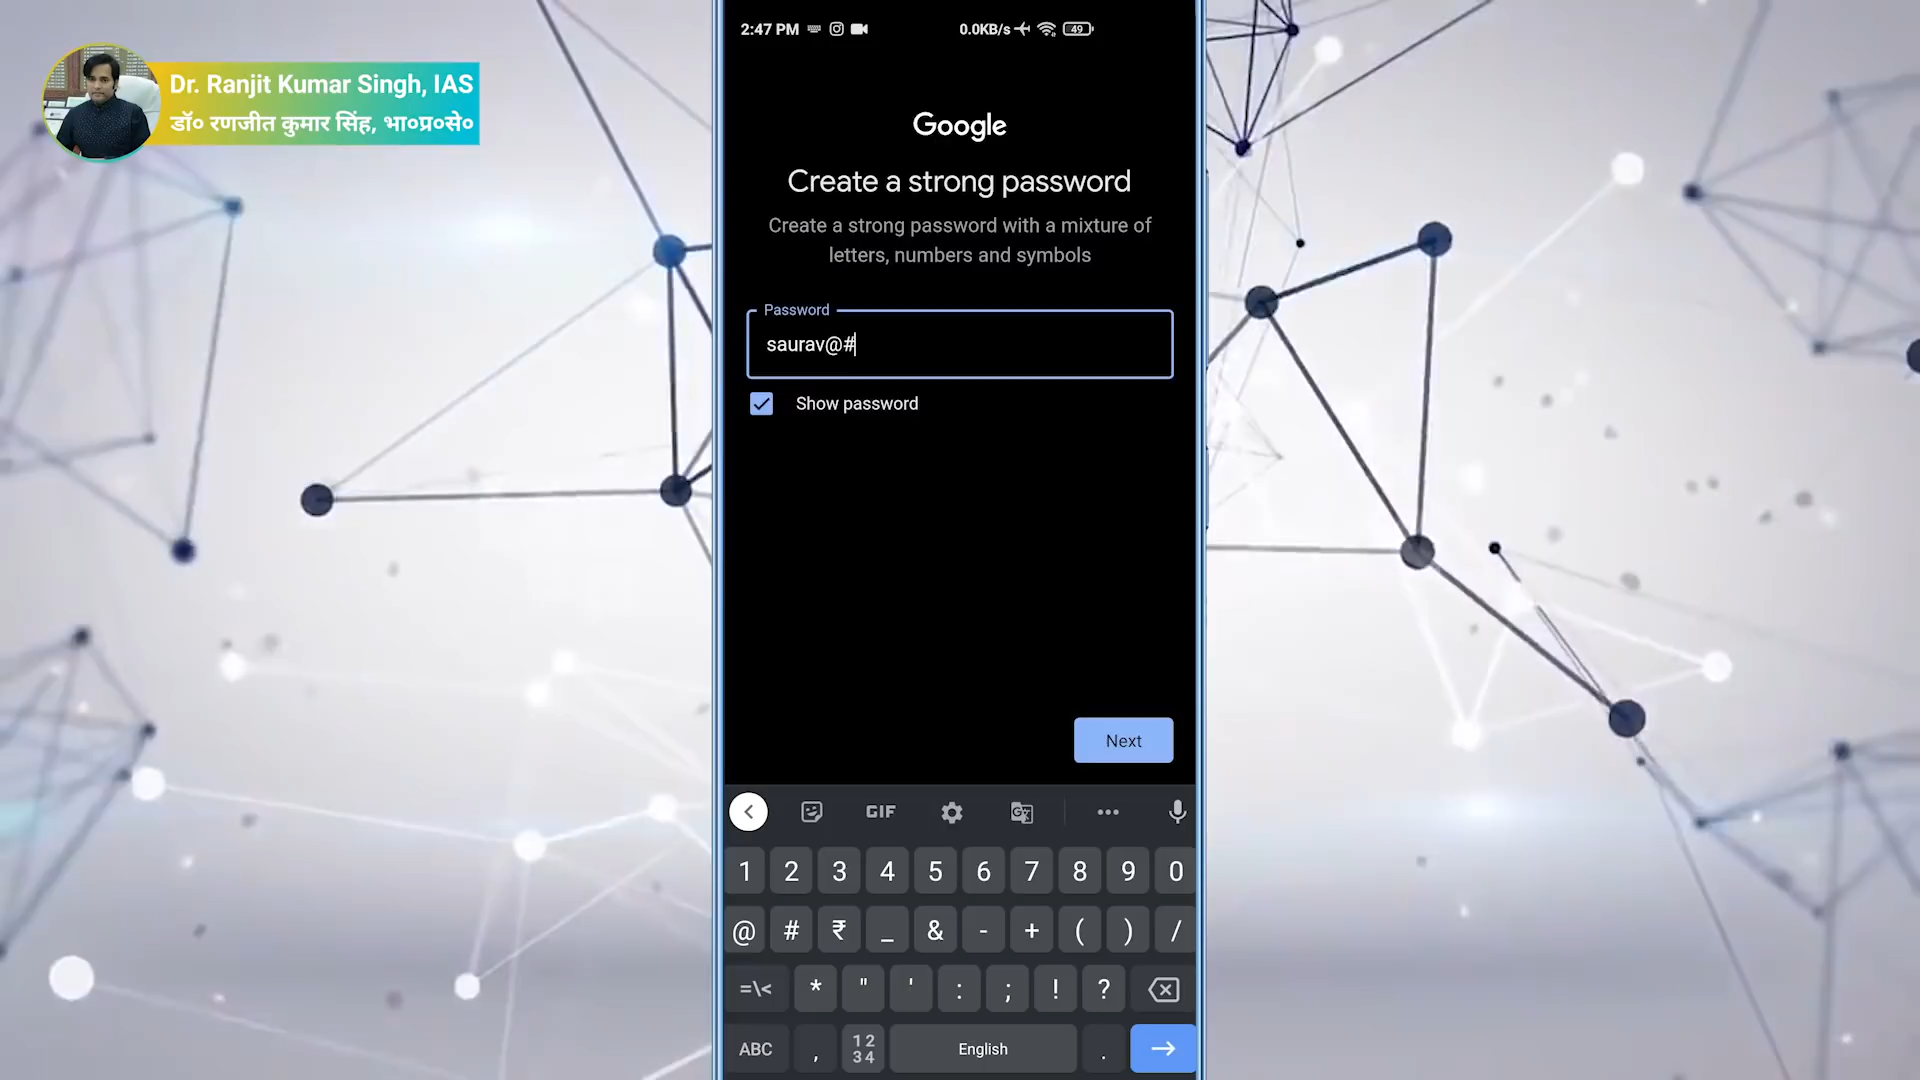 Dr. Ranjit Kumar Singh, IAS
डॉ० रणजीत कुमार सिंह, भा०प्र०से०
2:47 PM 0.0KB/s 49
Google
Create a strong password
Create a strong password with a mixture of
letters, numbers and symbols
Password
saurav@#
Show password
Next
GIF
1 2 3 4 5 6 7 8 9 0
@ # ₹ _ & - + ( ) /
=\< * " ' : ; ! ?
ABC , 12 34 English .